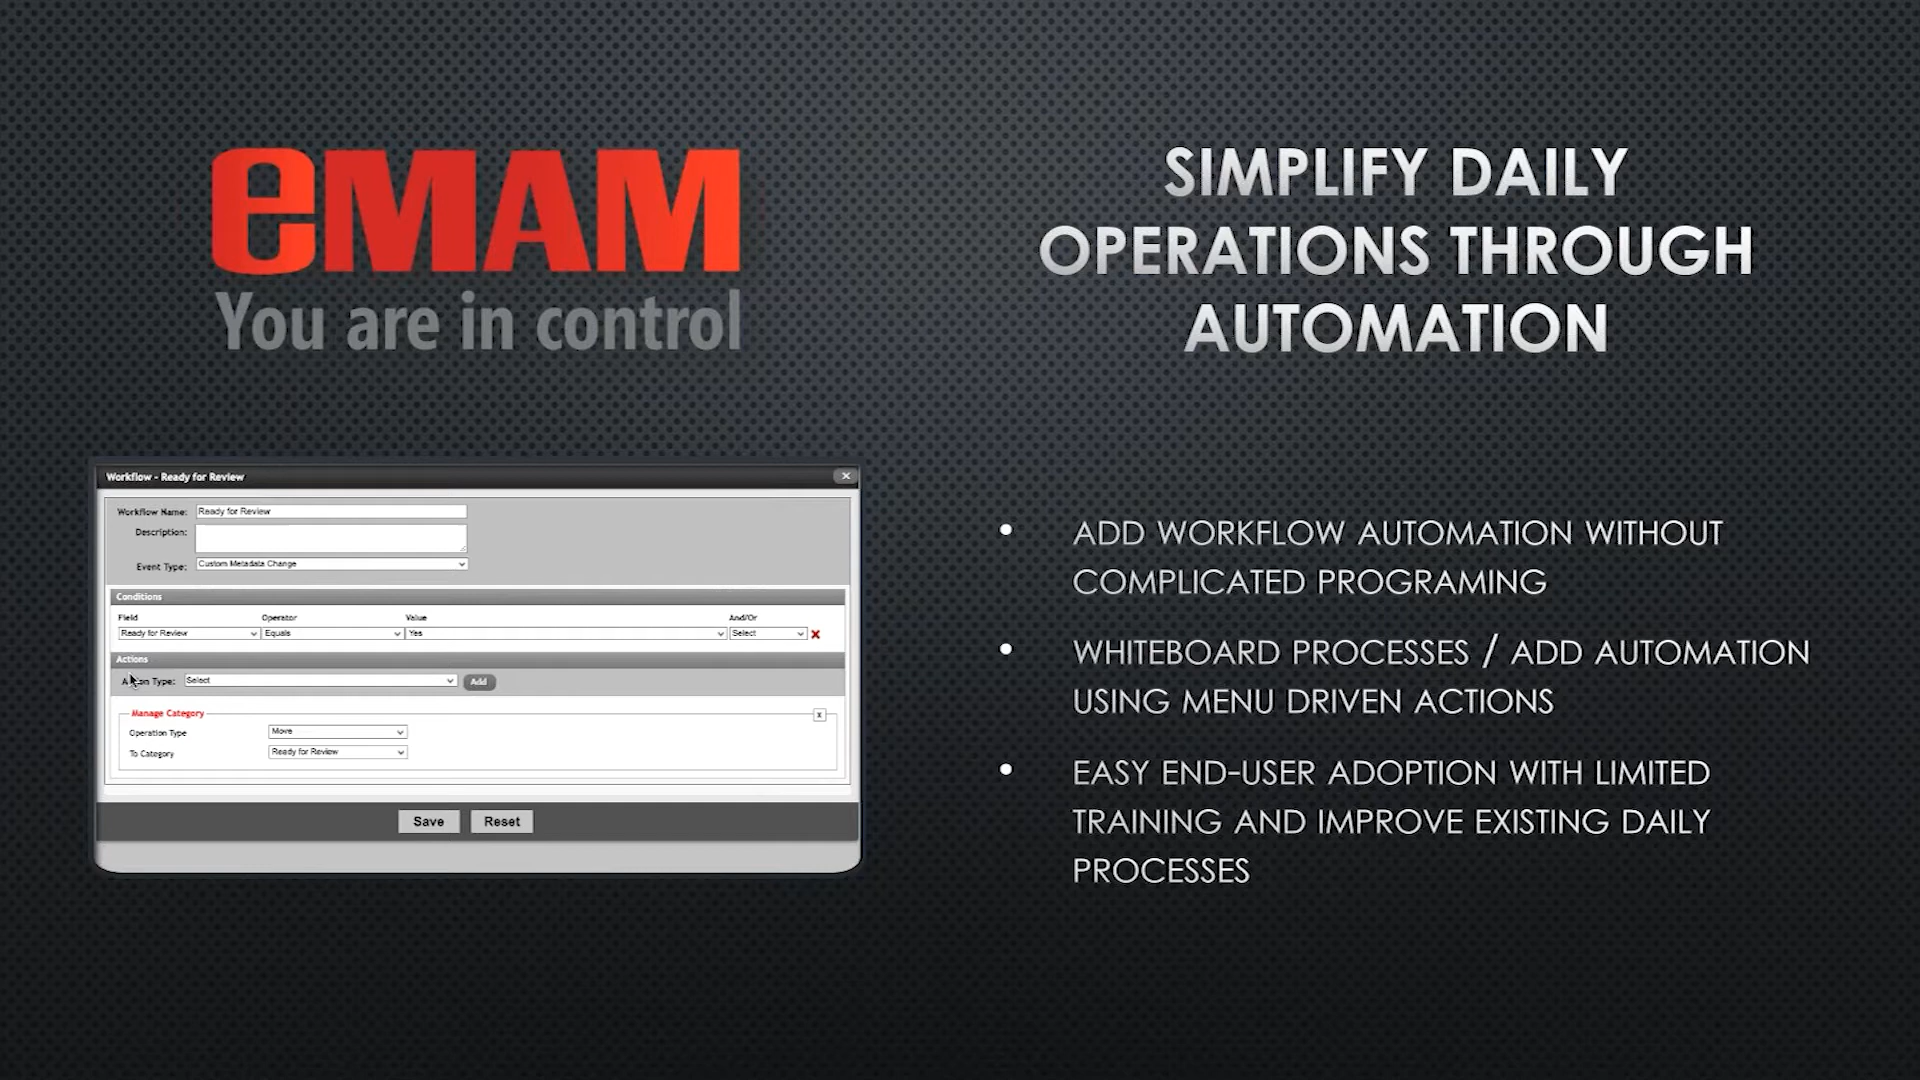 eMAM
You are in control
SIMPLIFY DAILY
OPERATIONS THROUGH
AUTOMATION
Workflow - Ready for Review
Workflow Name: Ready for Review
Description:
Event Type: Custom Metadata Change
Conditions
Field Operator Value And/Or
Ready for Review Equals Yes Select
Actions
Action Type: Select Add
Manage Category x
Operation Type Move
To Category Ready for Review
Save Reset
• ADD WORKFLOW AUTOMATION WITHOUT
COMPLICATED PROGRAMING
• WHITEBOARD PROCESSES / ADD AUTOMATION
USING MENU DRIVEN ACTIONS
• EASY END-USER ADOPTION WITH LIMITED
TRAINING AND IMPROVE EXISTING DAILY
PROCESSES